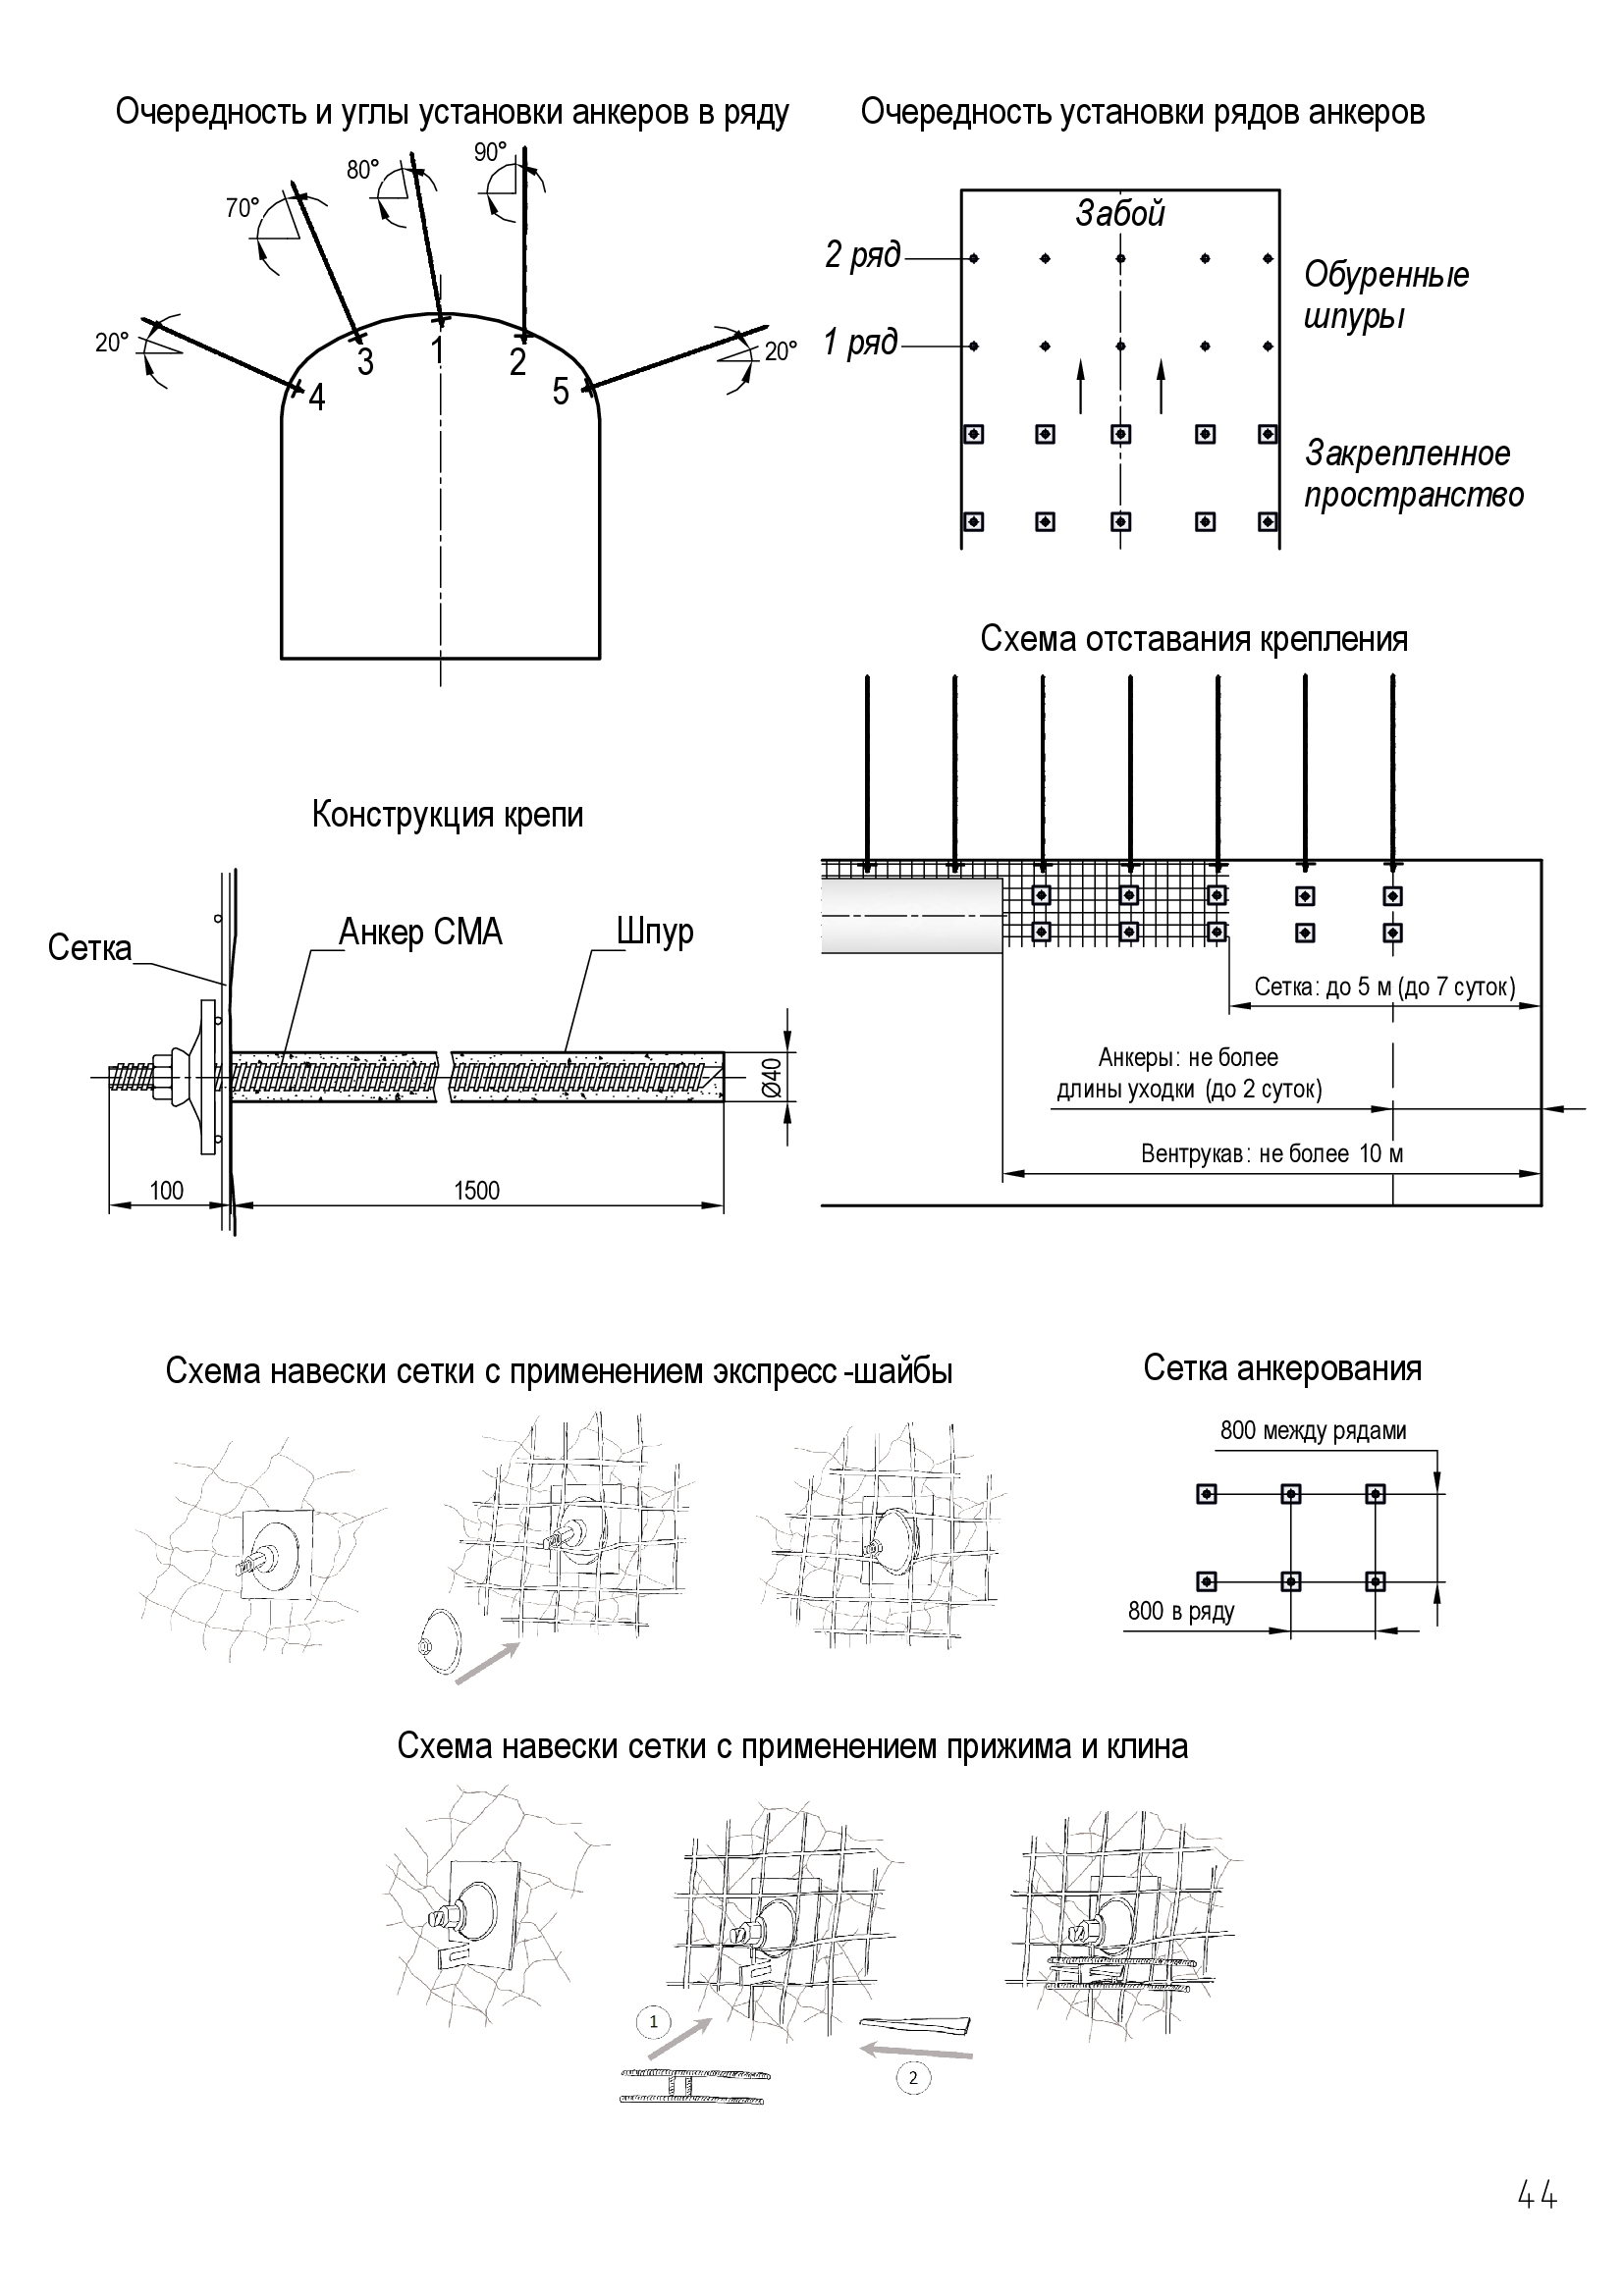 Очередность и углы установки анкеров в ряду
90°
80°
70°
20°
20°
1
2
3
4
5
Очередность установки рядов анкеров
Забой
2 ряд
Обуренные
шпуры
1 ряд
Закрепленное
пространство
Схема отставания крепления
Сетка: до 5 м (до 7 суток)
Анкеры: не более
длины уходки (до 2 суток)
Вентрукав: не более 10 м
Конструкция крепи
Сетка
Анкер СМА
Шпур
Ø40
100
1500
Схема навески сетки с применением экспресс-шайбы
Сетка анкерования
800 между рядами
800 в ряду
Схема навески сетки с применением прижима и клина
1
2
44